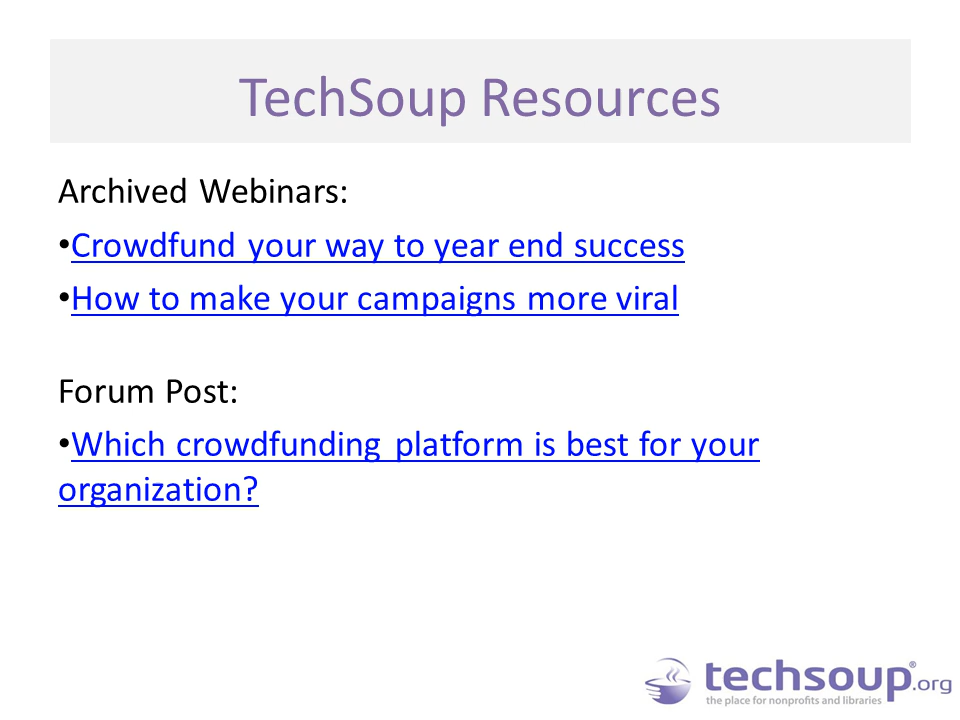 TechSoup Resources
Archived Webinars:
•Crowdfund your way to year end success
•How to make your campaigns more viral
Forum Post:
•Which crowdfunding platform is best for your
organization?
techsoup®.org
the place for nonprofits and libraries